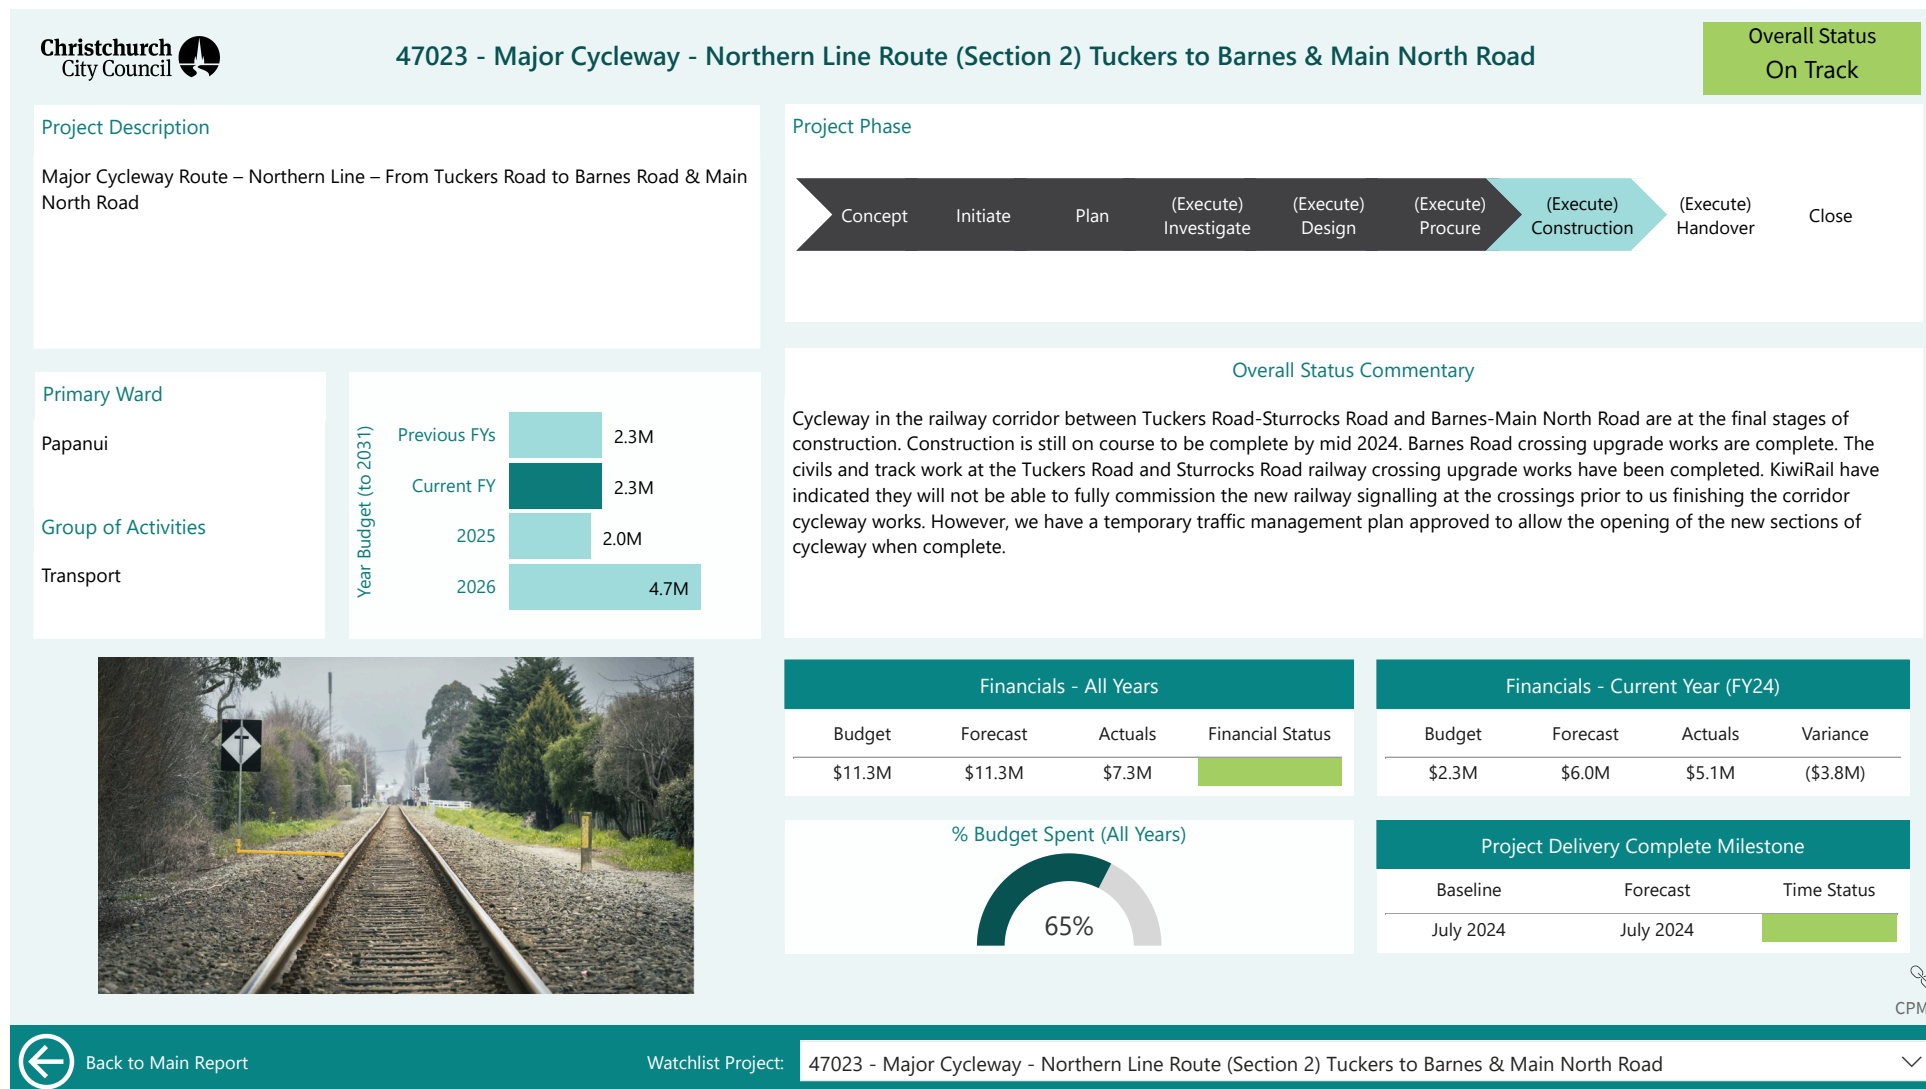 Christchurch
City Council
47023 - Major Cycleway - Northern Line Route (Section 2) Tuckers to Barnes & Main North Road
Overall Status
On Track
Project Description
Major Cycleway Route – Northern Line – From Tuckers Road to Barnes Road & Main
North Road
Project Phase
Concept
Initiate
Plan
(Execute)
Investigate
(Execute)
Design
(Execute)
Procure
(Execute)
Construction
(Execute)
Handover
Close
Primary Ward
Papanui
Group of Activities
Transport
Year Budget (to 2031)
Previous FYs 2.3M
Current FY 2.3M
2025 2.0M
2026 4.7M
Overall Status Commentary
Cycleway in the railway corridor between Tuckers Road-Sturrocks Road and Barnes-Main North Road are at the final stages of
construction. Construction is still on course to be complete by mid 2024. Barnes Road crossing upgrade works are complete. The
civils and track work at the Tuckers Road and Sturrocks Road railway crossing upgrade works have been completed. KiwiRail have
indicated they will not be able to fully commission the new railway signalling at the crossings prior to us finishing the corridor
cycleway works. However, we have a temporary traffic management plan approved to allow the opening of the new sections of
cycleway when complete.
T
Financials - All Years
Budget Forecast Actuals Financial Status
$11.3M $11.3M $7.3M
Financials - Current Year (FY24)
Budget Forecast Actuals Variance
$2.3M $6.0M $5.1M ($3.8M)
% Budget Spent (All Years)
65%
Project Delivery Complete Milestone
Baseline Forecast Time Status
July 2024 July 2024
CPM
Back to Main Report
Watchlist Project:
47023 - Major Cycleway - Northern Line Route (Section 2) Tuckers to Barnes & Main North Road